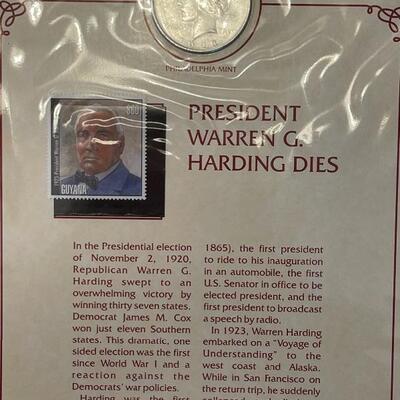 PHILADELPHIA MINT
$80
GUYANA
PRESIDENT
WARREN G.
HARDING DIES
In the Presidential election
of November 2, 1920,
Republican Warren G.
Harding swept to an
overwhelming victory by
winning thirty seven states.
Democrat James M. Cox
won just eleven Southern
states. This dramatic, one
sided election was the first
since World War I and a
reaction against the
Democrats' war policies.
Harding was the first
1865), the first president
to ride to his inauguration
in an automobile, the first
U.S. Senator in office to be
elected president, and the
first president to broadcast
a speech by radio.
In 1923, Warren Harding
embarked on a "Voyage of
Understanding" to the
west coast and Alaska.
While in San Francisco on
the return trip, he suddenly